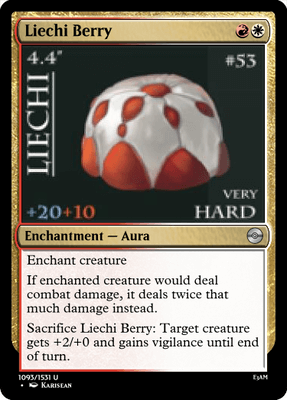 Liechi Berry
4.4"
#53
LIECHI
VERY
HARD
+20+10
Enchantment — Aura
Enchant creature
If enchanted creature would deal
combat damage, it deals twice that
much damage instead.
Sacrifice Liechi Berry: Target creature
gets +2/+0 and gains vigilance until end
of turn.
1093/1531 U
E3AM
• Karisean